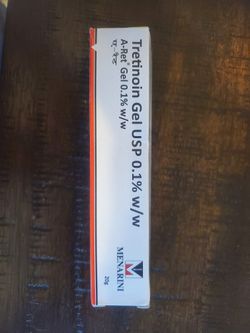 Tretinoin Gel USP 0.1% w/w
A-Ret® Gel 0.1% w/w
ए-रेट
MENARINI
20g